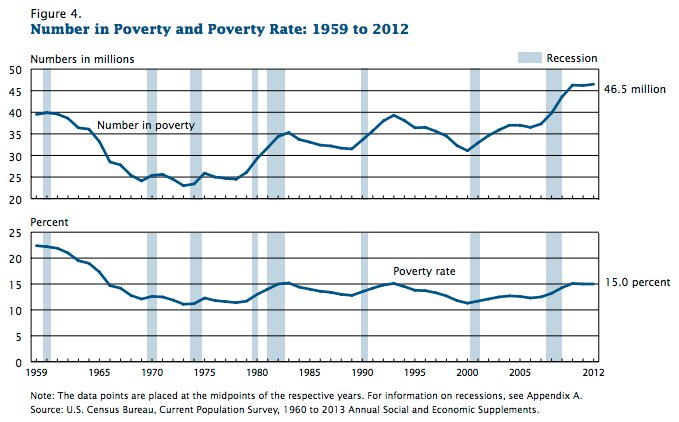 Figure 4.
Number in Poverty and Poverty Rate: 1959 to 2012
Numbers in millions
Recession
50
45
40
35
30
25
20
46.5 million
Number in poverty
Percent
25
20
15
10
5
0
Poverty rate
15.0 percent
1959 1965 1970 1975 1980 1985 1990 1995 2000 2005 2012
Note: The data points are placed at the midpoints of the respective years. For information on recessions, see Appendix A.
Source: U.S. Census Bureau, Current Population Survey, 1960 to 2013 Annual Social and Economic Supplements.